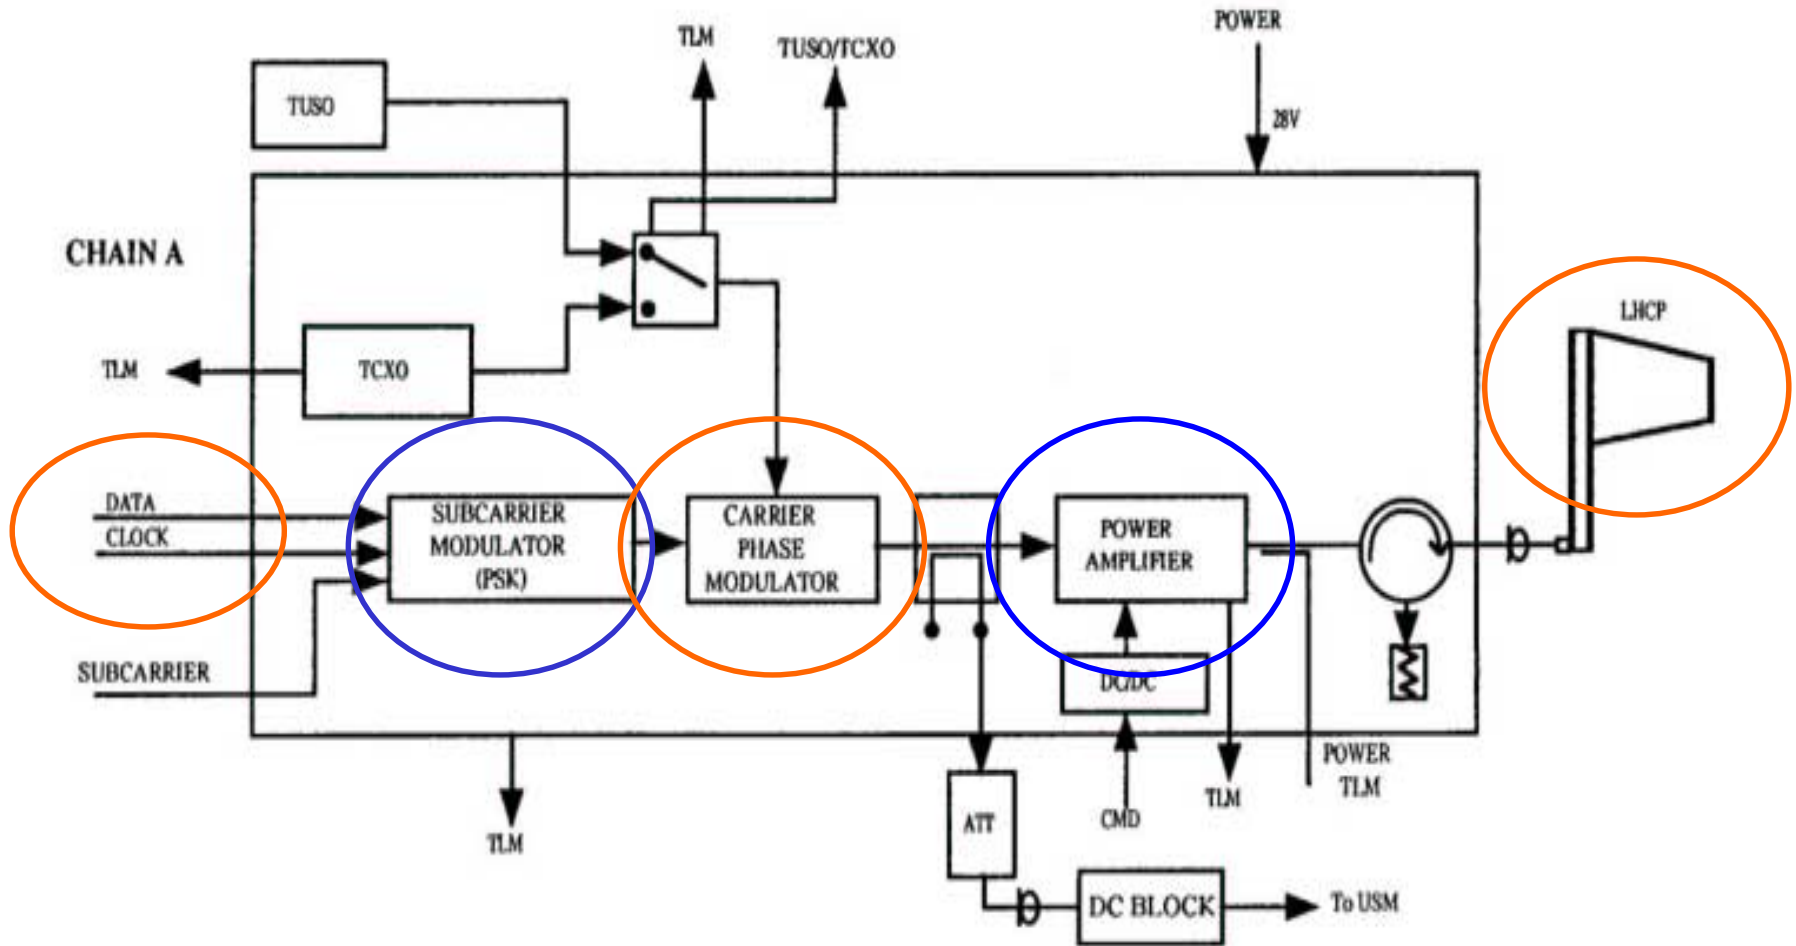 POWER
TLM
TUSO/TCXO
TUSO
28V
CHAIN A
LHCP
TLM
TCXO
DATA
CLOCK
SUBCARRIER
MODULATOR
(PSK)
CARRIER
PHASE
MODULATOR
POWER
AMPLIFIER
SUBCARRIER
DC/DC
POWER
TLM
TLM
CMD
ATT
TLM
DC BLOCK
To USM